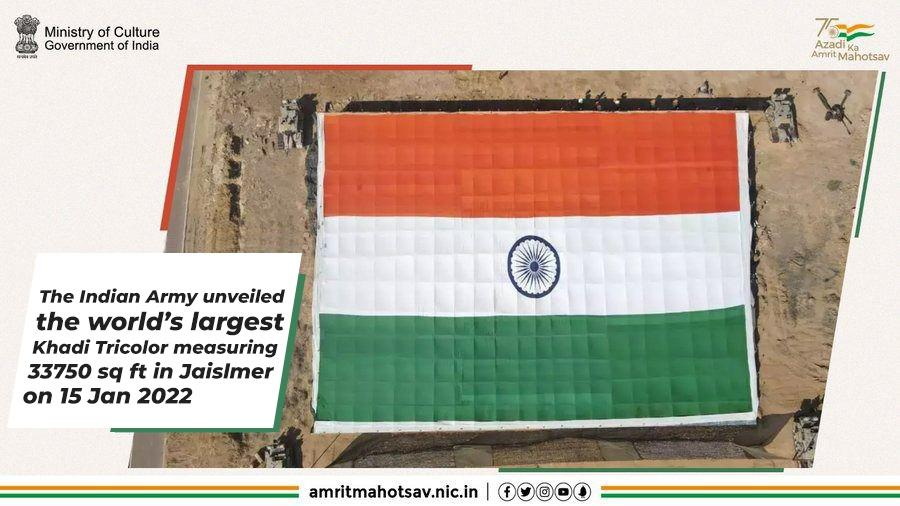 Ministry of Culture
Government of India
75
Azadi Ka
Amrit Mahotsav
The Indian Army unveiled
the world's largest
Khadi Tricolor measuring
33750 sq ft in Jaislmer
on 15 Jan 2022
amritmahotsav.nic.in